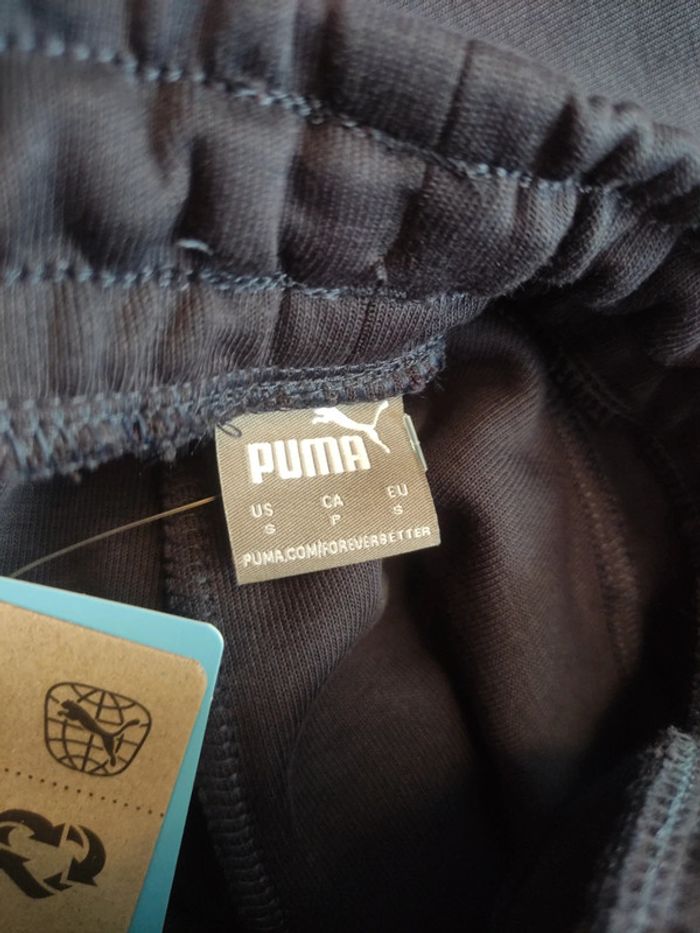 PUMA
US CA EU
S P S
PUMA.COM/FOREVERBETTER